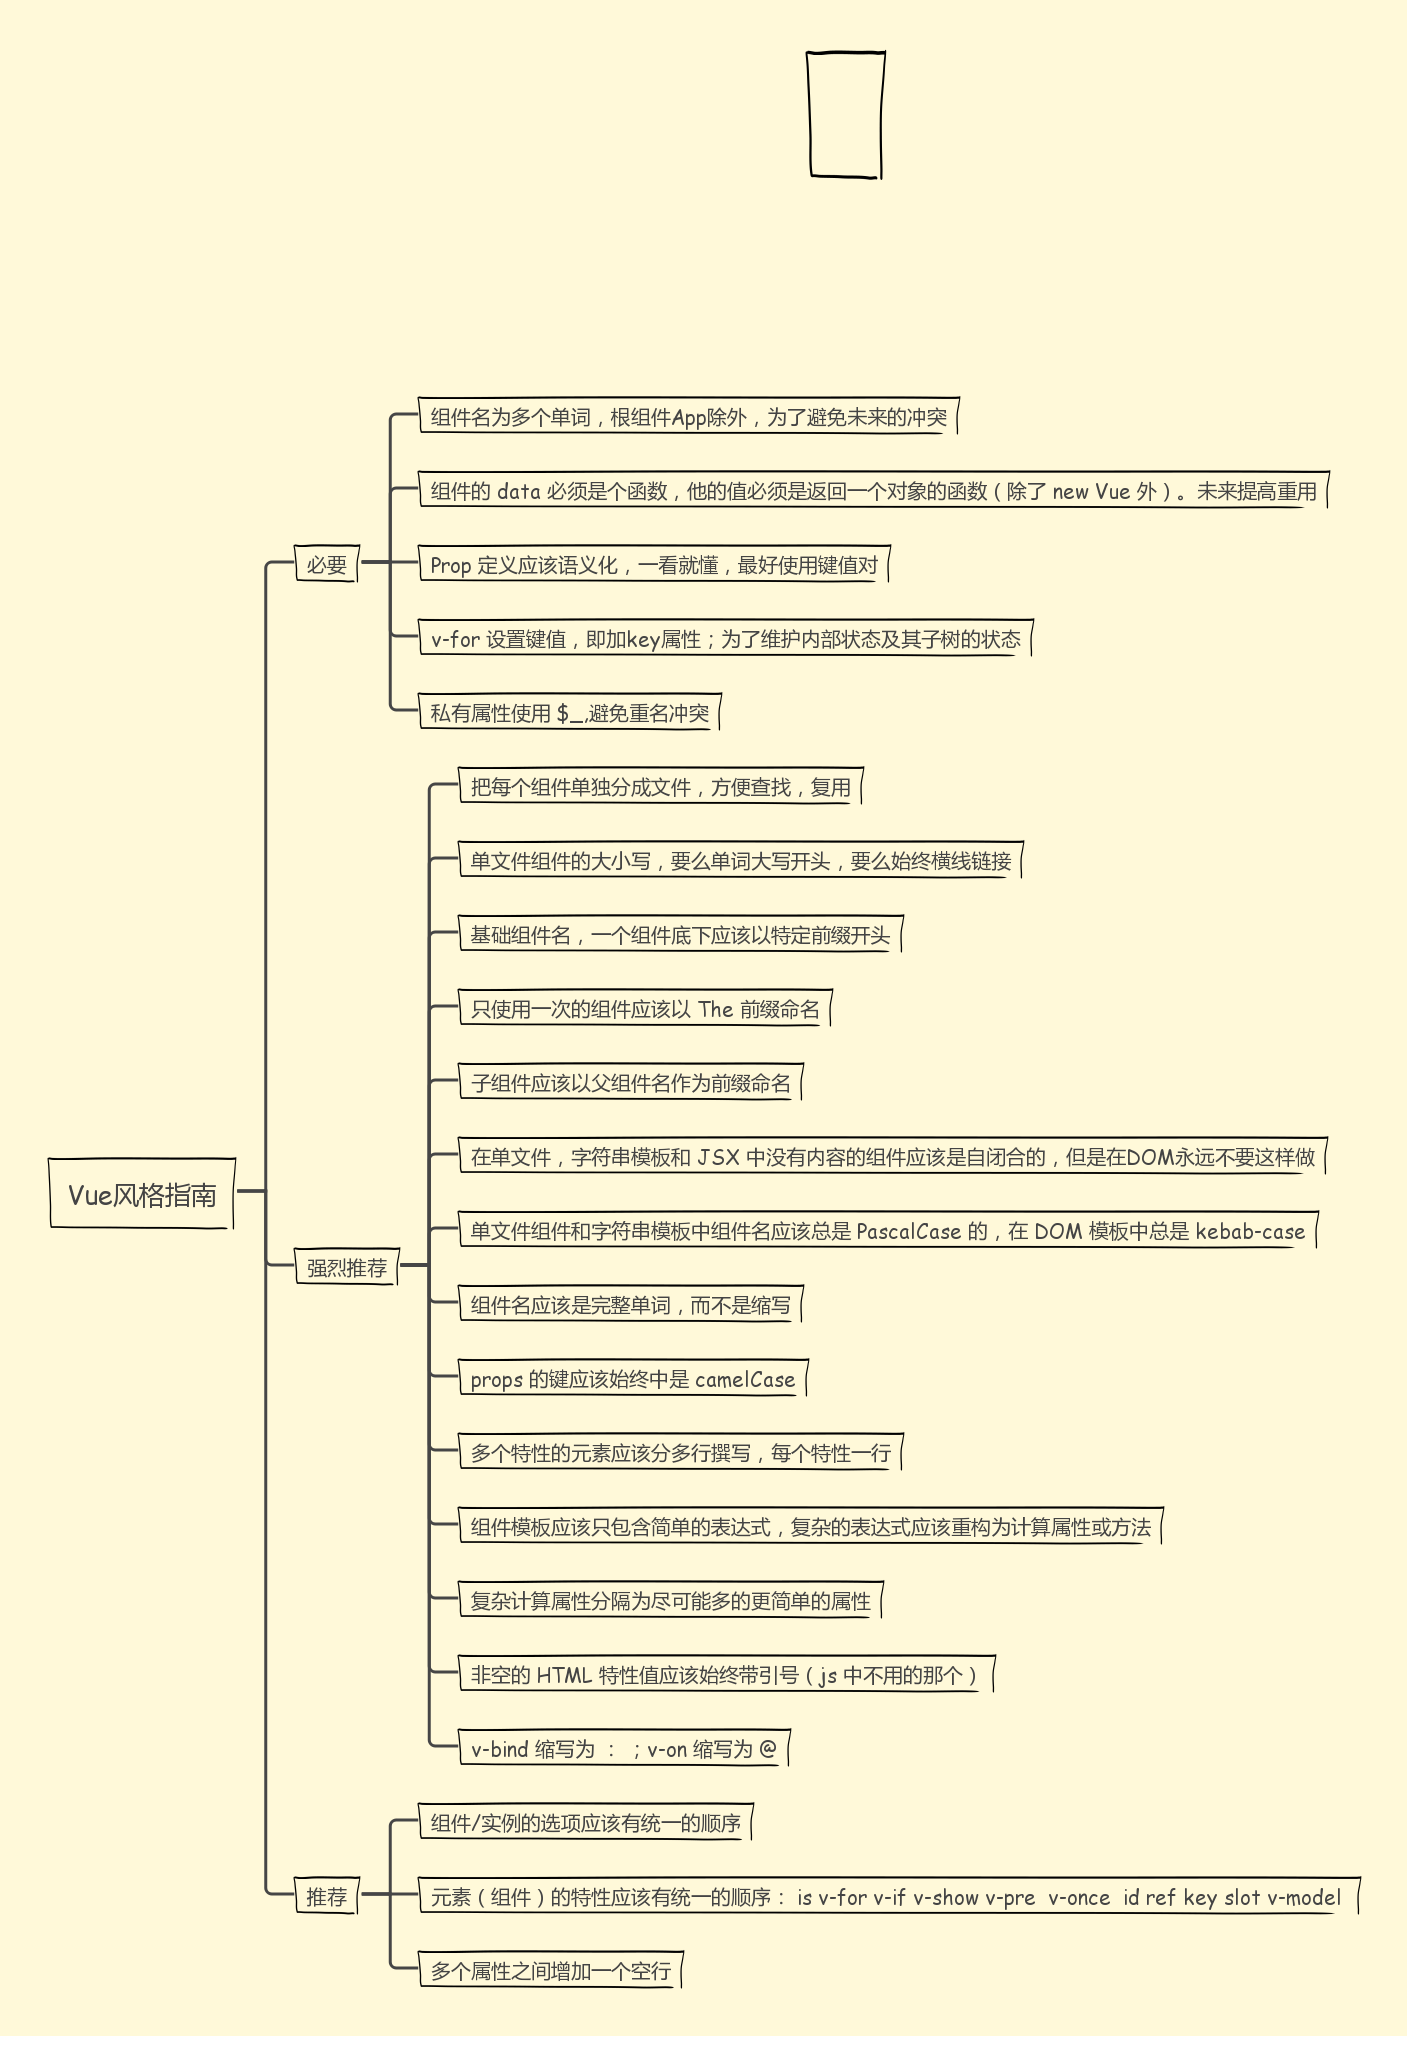 组件名为多个单词，根组件App除外，为了避免未来的冲突
组件的 data 必须是个函数，他的值必须是返回一个对象的函数（除了 new Vue 外）。未来提高重用
必要
Prop 定义应该语义化，一看就懂，最好使用键值对
v-for 设置键值，即加key属性；为了维护内部状态及其子树的状态
私有属性使用 $_,避免重名冲突
把每个组件单独分成文件，方便查找，复用
单文件组件的大小写，要么单词大写开头，要么始终横线链接
基础组件名，一个组件底下应该以特定前缀开头
只使用一次的组件应该以 The 前缀命名
子组件应该以父组件名作为前缀命名
在单文件，字符串模板和 JSX 中没有内容的组件应该是自闭合的，但是在DOM永远不要这样做
Vue风格指南
单文件组件和字符串模板中组件名应该总是 PascalCase 的，在 DOM 模板中总是 kebab-case
强烈推荐
组件名应该是完整单词，而不是缩写
props 的键应该始终中是 camelCase
多个特性的元素应该分多行撰写，每个特性一行
组件模板应该只包含简单的表达式，复杂的表达式应该重构为计算属性或方法
复杂计算属性分隔为尽可能多的更简单的属性
非空的 HTML 特性值应该始终带引号（js 中不用的那个）
v-bind 缩写为 ： ；v-on 缩写为 @
组件/实例的选项应该有统一的顺序
推荐
元素（组件）的特性应该有统一的顺序： is v-for v-if v-show v-pre  v-once  id ref key slot v-model
多个属性之间增加一个空行